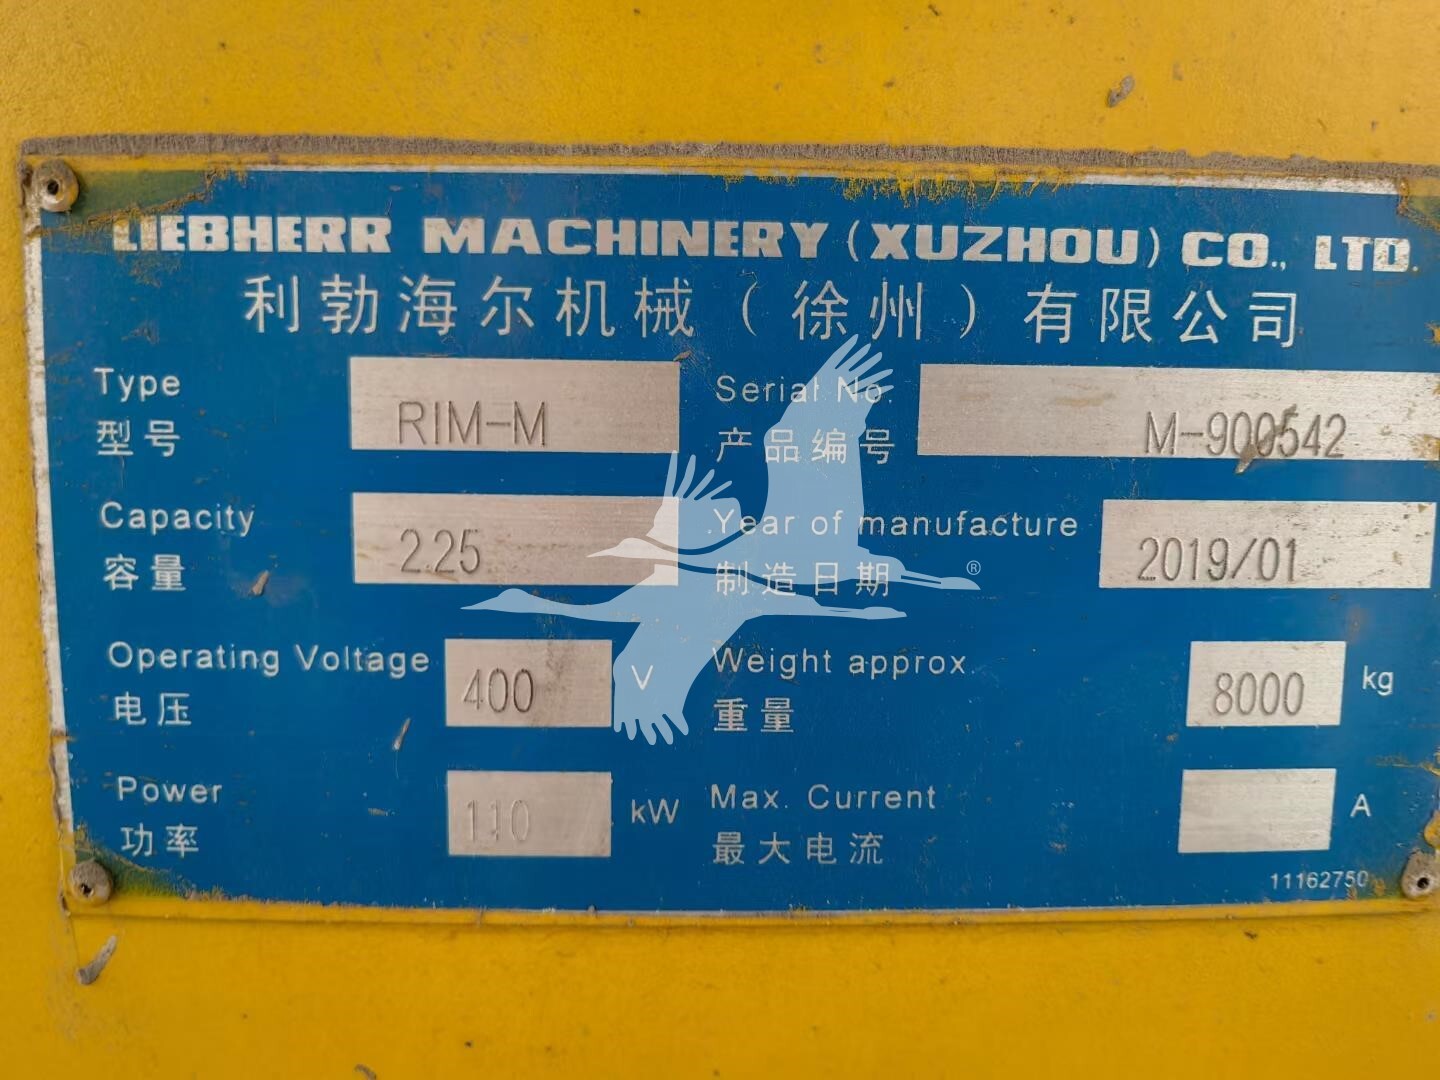 LIEBHERR MACHINERY (XUZHOU) CO., LTD.
利勃海尔机械（徐州）有限公司
Type RIM-M Serial No. M-900542
型号 产品编号
Capacity 2.25 Year of manufacture 2019/01
容量 制造日期
Operating Voltage 400 V Weight approx. 8000 kg
电压 重量
Power 110 kW Max. Current A
功率 最大电流
11162750
®